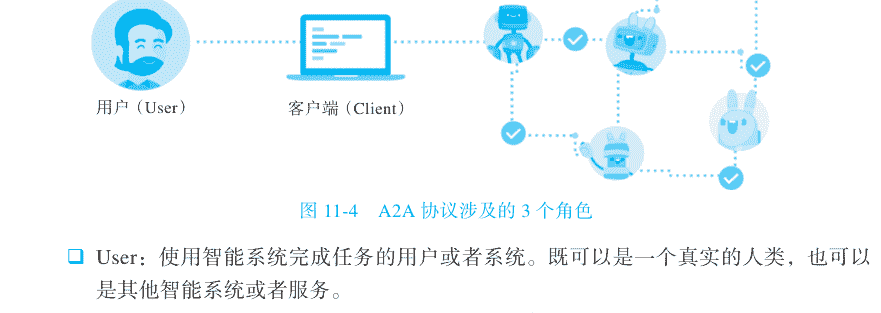 用户（User）
客户端（Client）
图 11-4 A2A 协议涉及的 3 个角色
User：使用智能系统完成任务的用户或者系统。既可以是一个真实的人类，也可以
是其他智能系统或者服务。